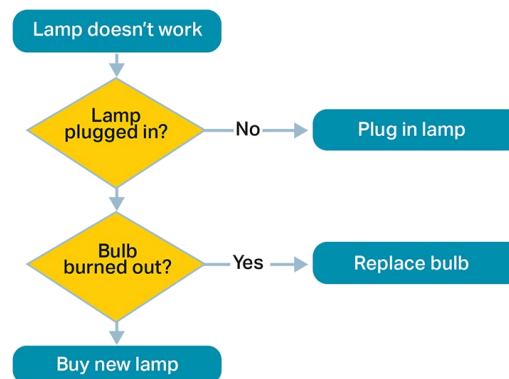 Lamp doesn't work
Lamp
plugged in?
No
Plug in lamp
Bulb
burned out?
Yes
Replace bulb
Buy new lamp